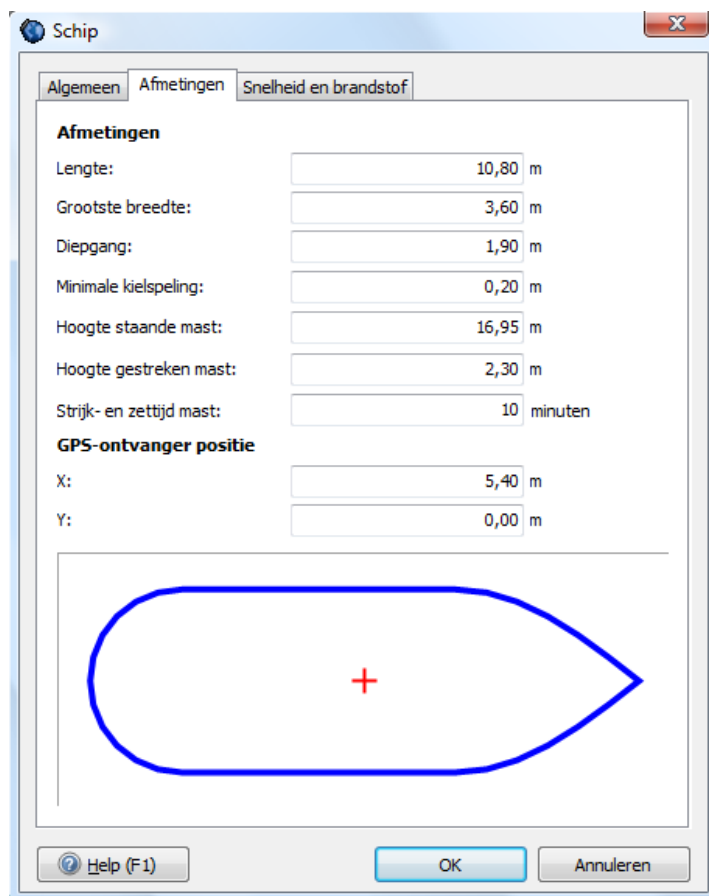 Schip
Algemeen Afmetingen Snelheid en brandstof
Afmetingen
Lengte: 10,80 m
Grootste breedte: 3,60 m
Diepgang: 1,90 m
Minimale kielspeling: 0,20 m
Hoogte staande mast: 16,95 m
Hoogte gestreken mast: 2,30 m
Strijk- en zettijd mast: 10 minuten
GPS-ontvanger positie
X: 5,40 m
Y: 0,00 m
Help (F1) OK Annuleren